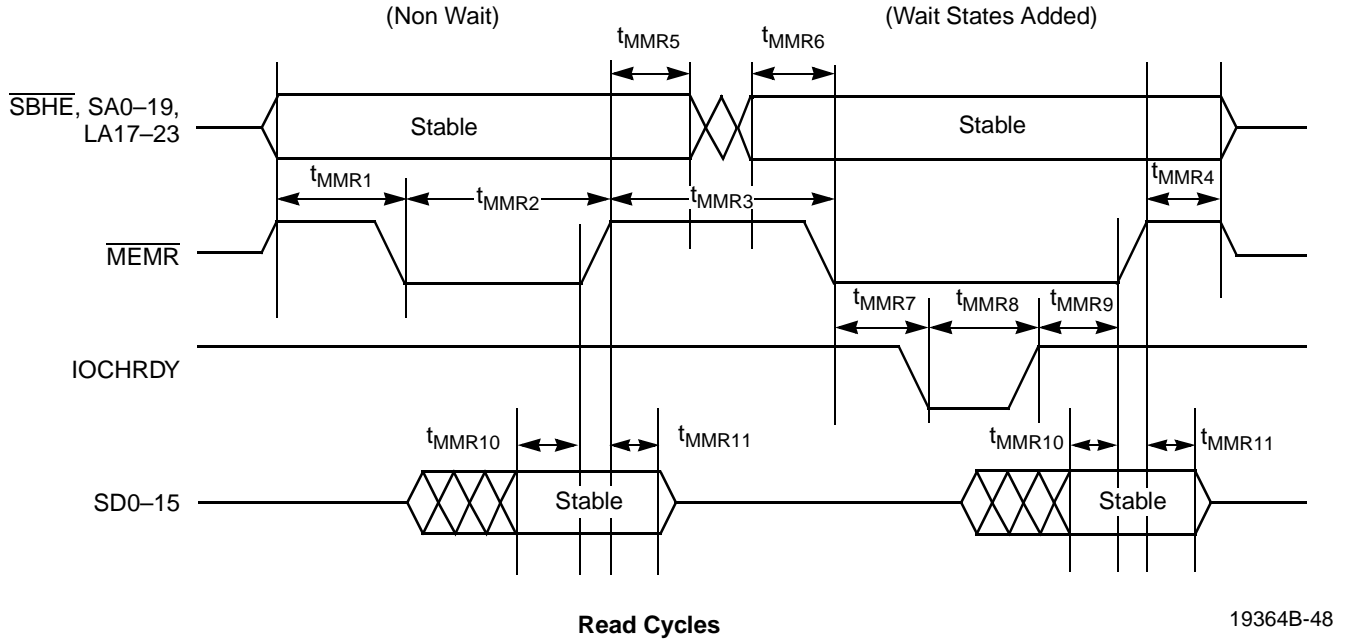 (Non Wait)
(Wait States Added)
tMMR5
tMMR6
SBHE, SA0–19,
LA17–23
Stable
Stable
tMMR1
tMMR2
tMMR3
tMMR4
MEMR
tMMR7
tMMR8
tMMR9
IOCHRDY
tMMR10
tMMR11
tMMR10
tMMR11
SD0–15
Stable
Stable
Read Cycles
19364B-48